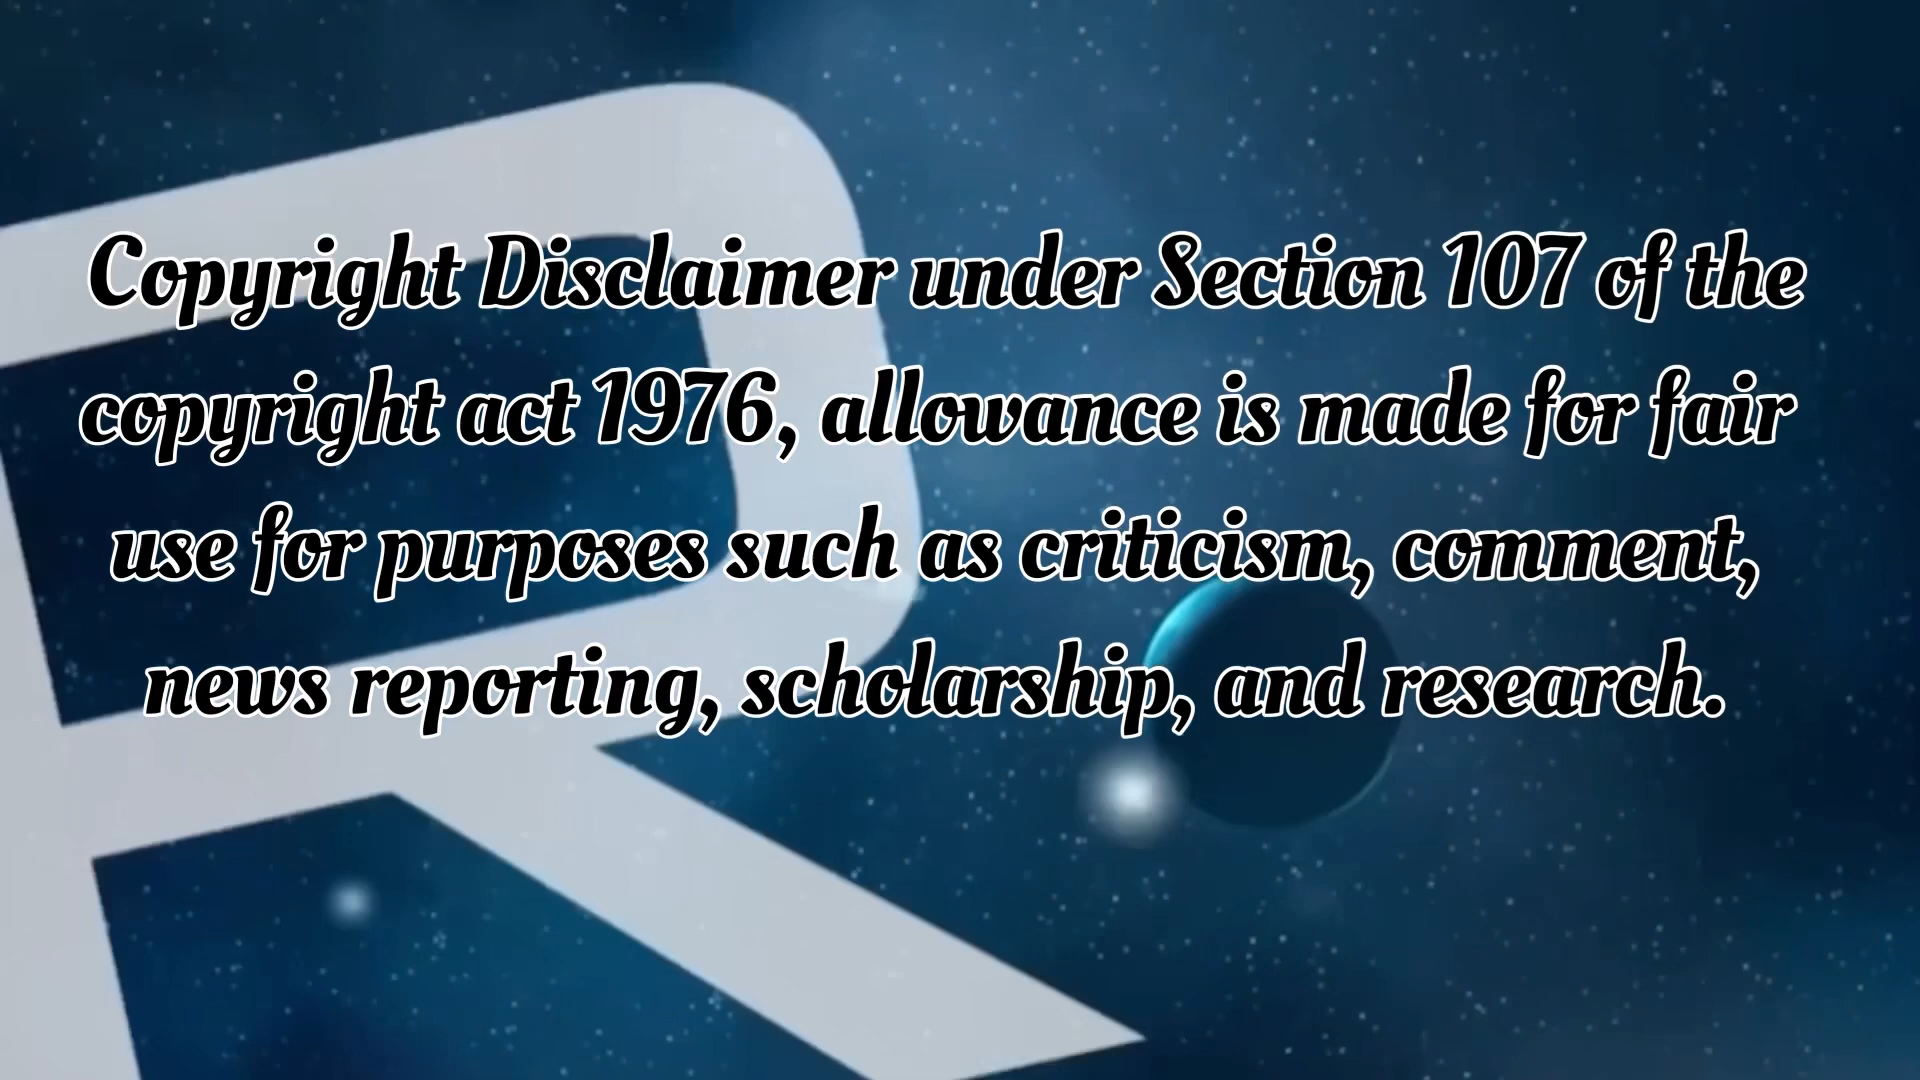 Copyright Disclaimer under Section 107 of the
copyright act 1976, allowance is made for fair
use for purposes such as criticism, comment,
news reporting, scholarship, and research.